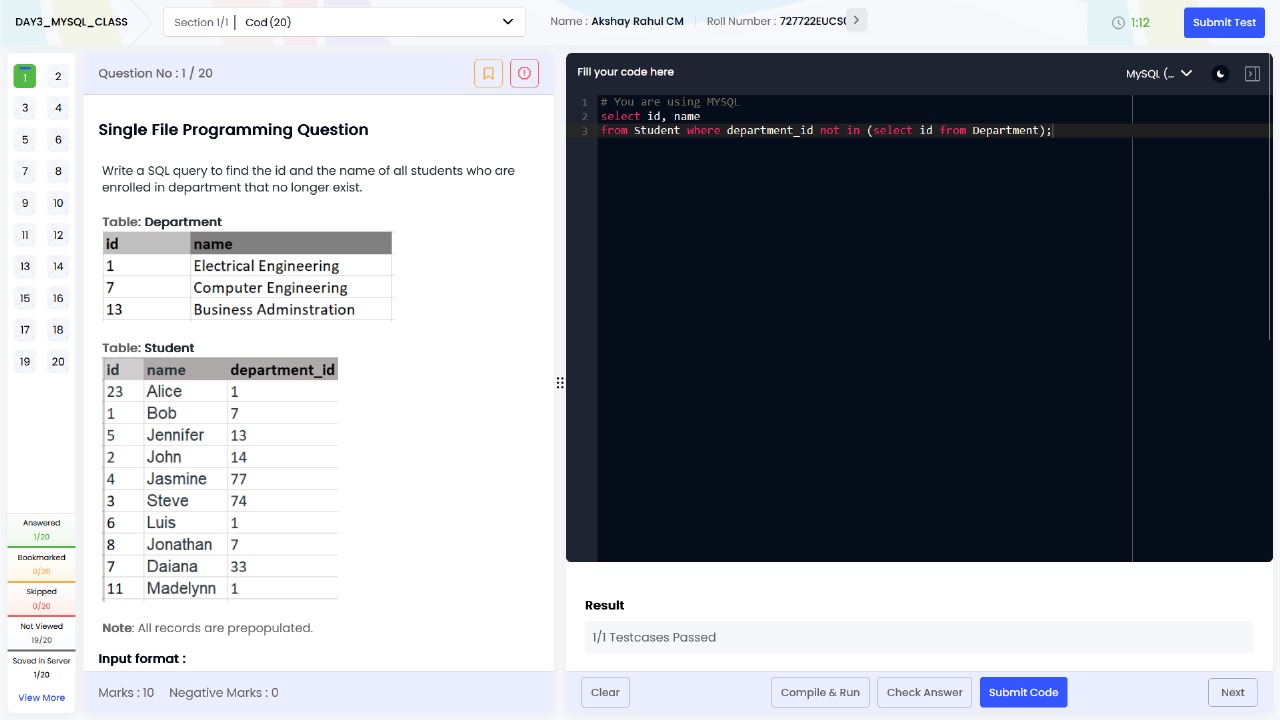 DAY3_MYSQL_CLASS
Section 1/1 | Cod (20)
Name : Akshay Rahul CM
Roll Number : 727722EUCS
1:12
Submit Test
1 2
3 4
5 6
7 8
9 10
11 12
13 14
15 16
17 18
19 20
Answered
1/20
Bookmarked
0/20
Skipped
0/20
Not Viewed
19/20
Saved in Server
1/20
View More
Question No : 1 / 20
Single File Programming Question
Write a SQL query to find the id and the name of all students who are
enrolled in department that no longer exist.
Table: Department
id name
1 Electrical Engineering
7 Computer Engineering
13 Business Adminstration
Table: Student
id name department_id
23 Alice 1
1 Bob 7
5 Jennifer 13
2 John 14
4 Jasmine 77
3 Steve 74
6 Luis 1
8 Jonathan 7
7 Daiana 33
11 Madelynn 1
Note: All records are prepopulated.
Input format :
Marks : 10 Negative Marks : 0
Fill your code here
MySQL (...
1 # You are using MYSQL
2 select id, name
3 from Student where department_id not in (select id from Department);
Result
1/1 Testcases Passed
Clear
Compile & Run
Check Answer
Submit Code
Next